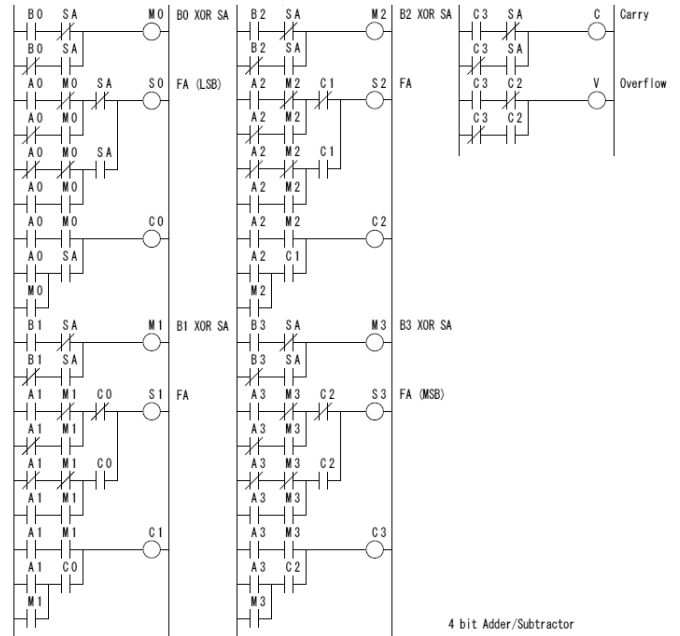 B0 SA M0 B0 XOR SA
B0 SA
A0 M0 SA S0 FA (LSB)
A0 M0
A0 M0 SA
A0 M0
A0 M0 C0
A0 SA
M0
B1 SA M1 B1 XOR SA
B1 SA
A1 M1 C0 S1 FA
A1 M1
A1 M1 C0
A1 M1
A1 M1 C1
A1 C0
M1
B2 SA M2 B2 XOR SA
B2 SA
A2 M2 C1 S2 FA
A2 M2
A2 M2 C1
A2 M2
A2 M2 C2
A2 C1
M2
B3 SA M3 B3 XOR SA
B3 SA
A3 M3 C2 S3 FA (MSB)
A3 M3
A3 M3 C2
A3 M3
A3 M3 C3
A3 C2
M3
C3 SA C Carry
C3 SA
C3 C2 V Overflow
C3 C2
4 bit Adder/Subtractor